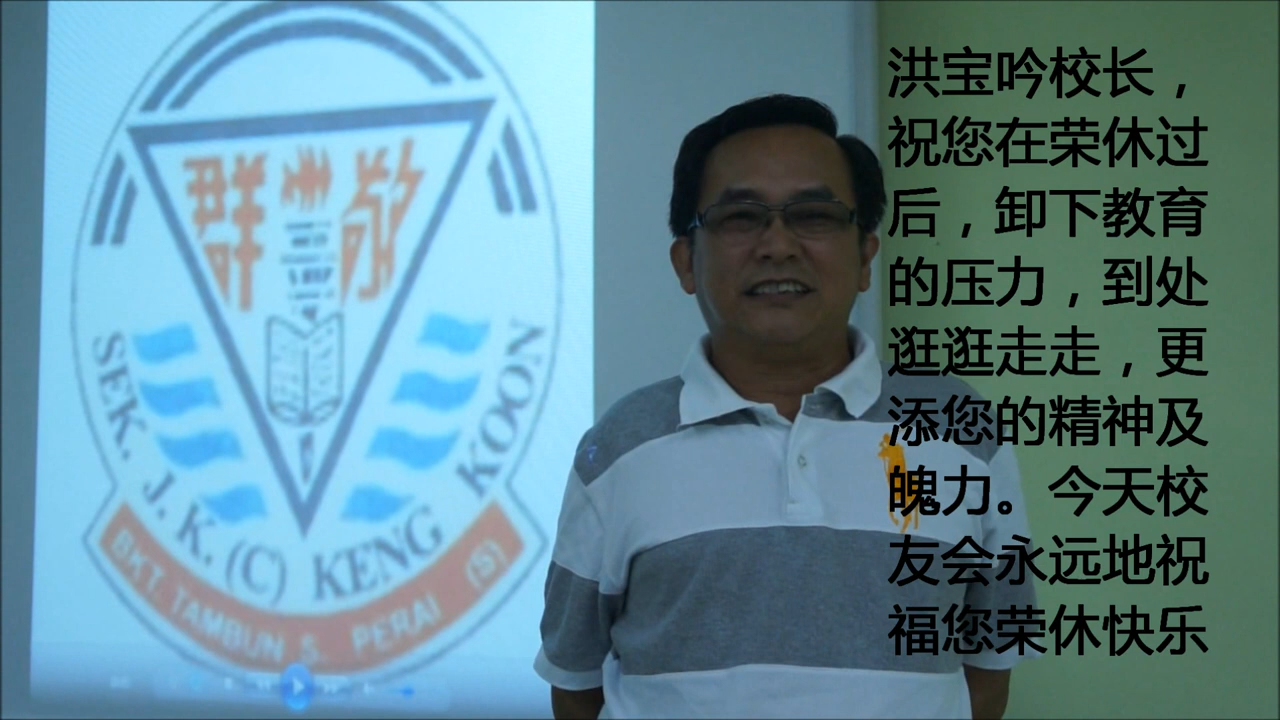 洪宝吟校长，
祝您在荣休过
后，卸下教育
的压力，到处
逛逛走走，更
添您的精神及
魄力。今天校
友会永远地祝
福您荣休快乐
群
敬
SEK. J. K. (C) KENG KOON
BKT. TAMBUN S. PERAI (S)